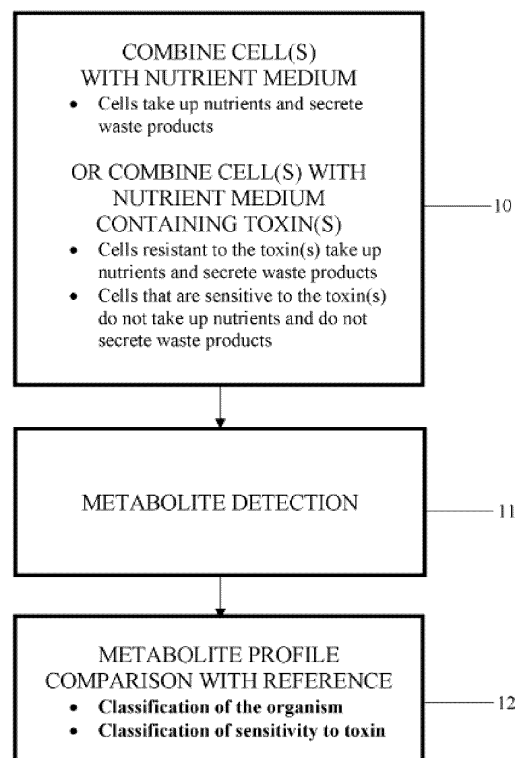 COMBINE CELL(S)
WITH NUTRIENT MEDIUM
• Cells take up nutrients and secrete
waste products
OR COMBINE CELL(S) WITH
NUTRIENT MEDIUM
CONTAINING TOXIN(S)
• Cells resistant to the toxin(s) take up
nutrients and secrete waste products
• Cells that are sensitive to the toxin(s)
do not take up nutrients and do not
secrete waste products
10
METABOLITE DETECTION
11
METABOLITE PROFILE
COMPARISON WITH REFERENCE
• Classification of the organism
• Classification of sensitivity to toxin
12